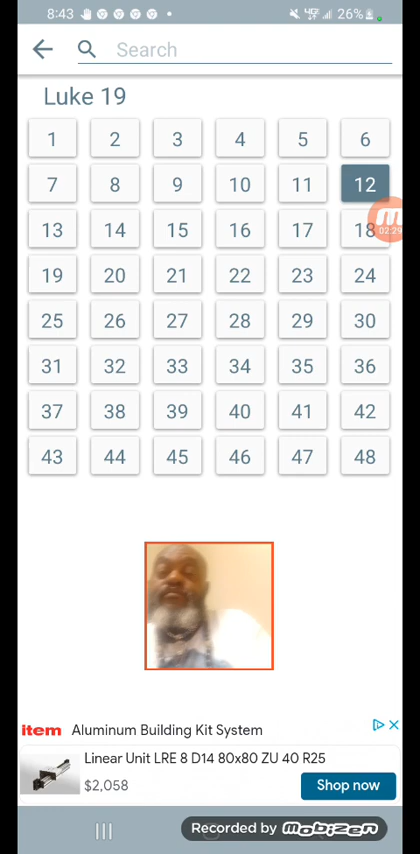 8:43 26%
Search
Luke 19
1 2 3 4 5 6
7 8 9 10 11 12
13 14 15 16 17 18
02:29
19 20 21 22 23 24
25 26 27 28 29 30
31 32 33 34 35 36
37 38 39 40 41 42
43 44 45 46 47 48
item Aluminum Building Kit System
Linear Unit LRE 8 D14 80x80 ZU 40 R25
$2,058 Shop now
Recorded by mobizen